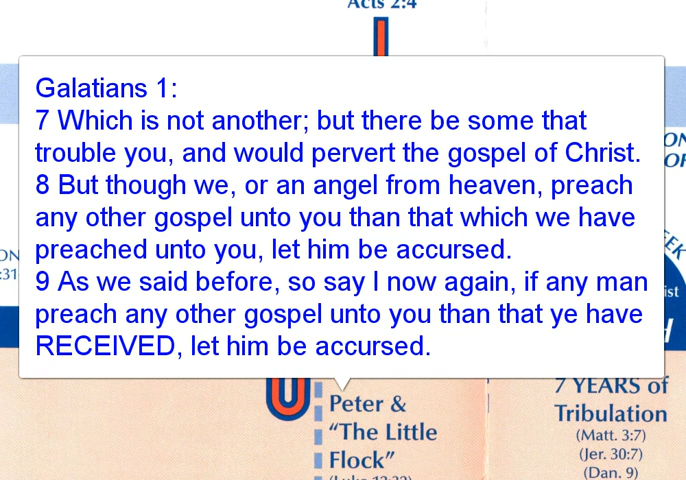 Acts 2:4
Galatians 1:
7 Which is not another; but there be some that
trouble you, and would pervert the gospel of Christ.
8 But though we, or an angel from heaven, preach
any other gospel unto you than that which we have
preached unto you, let him be accursed.
9 As we said before, so say I now again, if any man
preach any other gospel unto you than that ye have
RECEIVED, let him be accursed.
:31
Peter &
“The Little
Flock”
7 YEARS of
Tribulation
(Matt. 3:7)
(Jer. 30:7)
(Dan. 9)